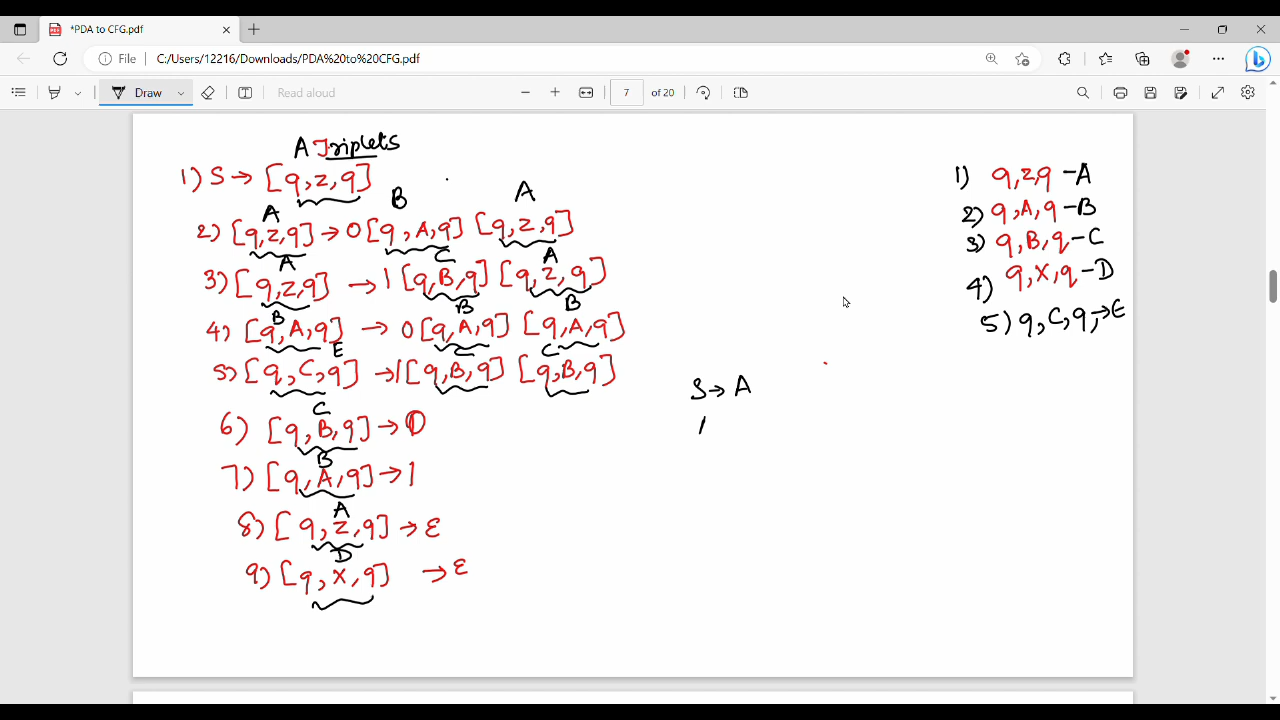 *PDA to CFG.pdf
File C:/Users/12216/Downloads/PDA%20to%20CFG.pdf
Draw Read aloud 7 of 20
A Triplets
1) S → [q,z,q]
A B A
2) [q,z,q] → 0[q,A,q] [q,z,q]
A C A
3) [q,z,q] → 1[q,B,q] [q,z,q]
B B B
4) [q,A,q] → 0[q,A,q] [q,A,q]
E C C
5) [q,C,q] → 1[q,B,q] [q,B,q]
C
6) [q,B,q] → 0
B
7) [q,A,q] → 1
A
8) [q,z,q] → ε
D
9) [q,x,q] → ε
S → A
1) q,z,q - A
2) q,A,q - B
3) q,B,q - C
4) q,x,q - D
5) q,C,q, → E